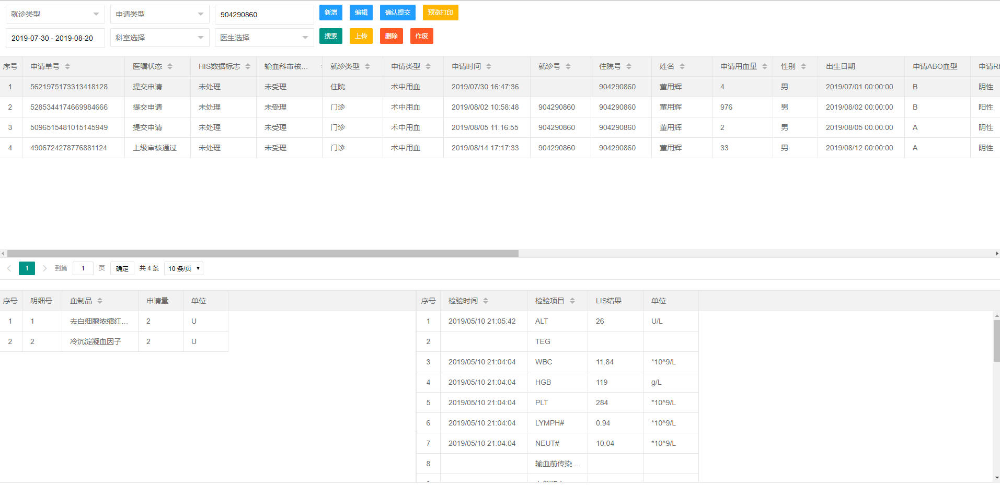 就诊类型 申请类型 904290860 新增 编辑 确认提交 预览打印
2019-07-30 - 2019-08-20 科室选择 医生选择 搜索 上传 删除 作废
序号 申请单号 医嘱状态 HIS数据标志 输血科审核... 就诊类型 申请类型 申请时间 就诊号 住院号 姓名 申请用血量 性别 出生日期 申请ABO血型 申请R
1 5621975173313418128 提交申请 未处理 未受理 住院 术中用血 2019/07/30 16:47:36 904290860 董用辉 4 男 2019/07/01 00:00:00 B 阴性
2 5285344174669984666 提交申请 未处理 未受理 门诊 术中用血 2019/08/02 10:58:48 904290860 904290860 董用辉 976 男 2019/08/02 00:00:00 B 阳性
3 5096515481015145949 提交申请 未处理 未受理 门诊 术中用血 2019/08/05 11:16:55 904290860 904290860 董用辉 2 男 2019/08/05 00:00:00 A 阴性
4 4906724278776881124 上级审核通过 未处理 未受理 门诊 术中用血 2019/08/14 17:17:33 904290860 904290860 董用辉 33 男 2019/08/12 00:00:00 A 阴性
1 到第 1 页 确定 共 4 条 10 条/页
序号 明细号 血制品 申请量 单位
1 1 去白细胞浓缩红... 2 U
2 2 冷沉淀凝血因子 2 U
序号 检验时间 检验项目 LIS结果 单位
1 2019/05/10 21:05:42 ALT 26 U/L
2 TEG
3 2019/05/10 21:04:04 WBC 11.84 *10^9/L
4 2019/05/10 21:04:04 HGB 119 g/L
5 2019/05/10 21:04:04 PLT 284 *10^9/L
6 2019/05/10 21:04:04 LYMPH# 0.94 *10^9/L
7 2019/05/10 21:04:04 NEUT# 10.04 *10^9/L
8 输血前传染...